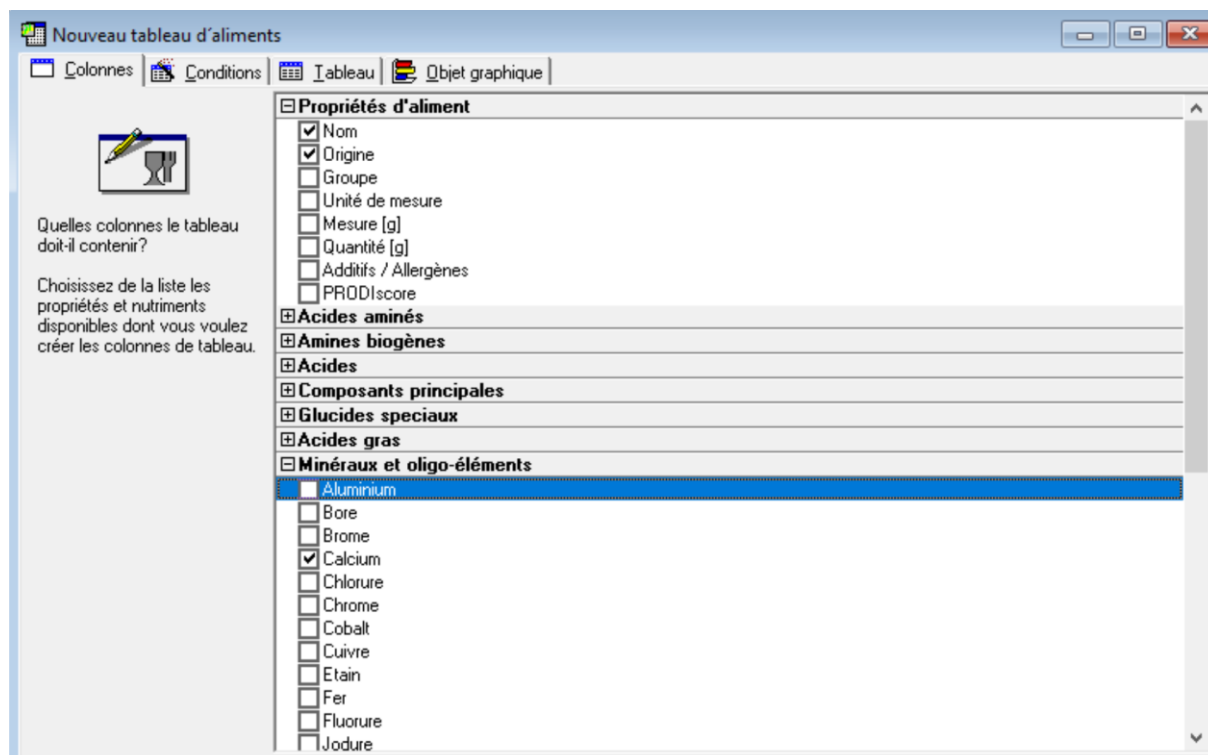 Nouveau tableau d´aliments
Colonnes Conditions Tableau Objet graphique
Quelles colonnes le tableau
doit-il contenir?
Choisissez de la liste les
propriétés et nutriments
disponibles dont vous voulez
créer les colonnes de tableau.
Propriétés d'aliment
Nom
Origine
Groupe
Unité de mesure
Mesure [g]
Quantité [g]
Additifs / Allergènes
PRODIscore
Acides aminés
Amines biogènes
Acides
Composants principales
Glucides speciaux
Acides gras
Minéraux et oligo-éléments
Aluminium
Bore
Brome
Calcium
Chlorure
Chrome
Cobalt
Cuivre
Etain
Fer
Fluorure
Jodure